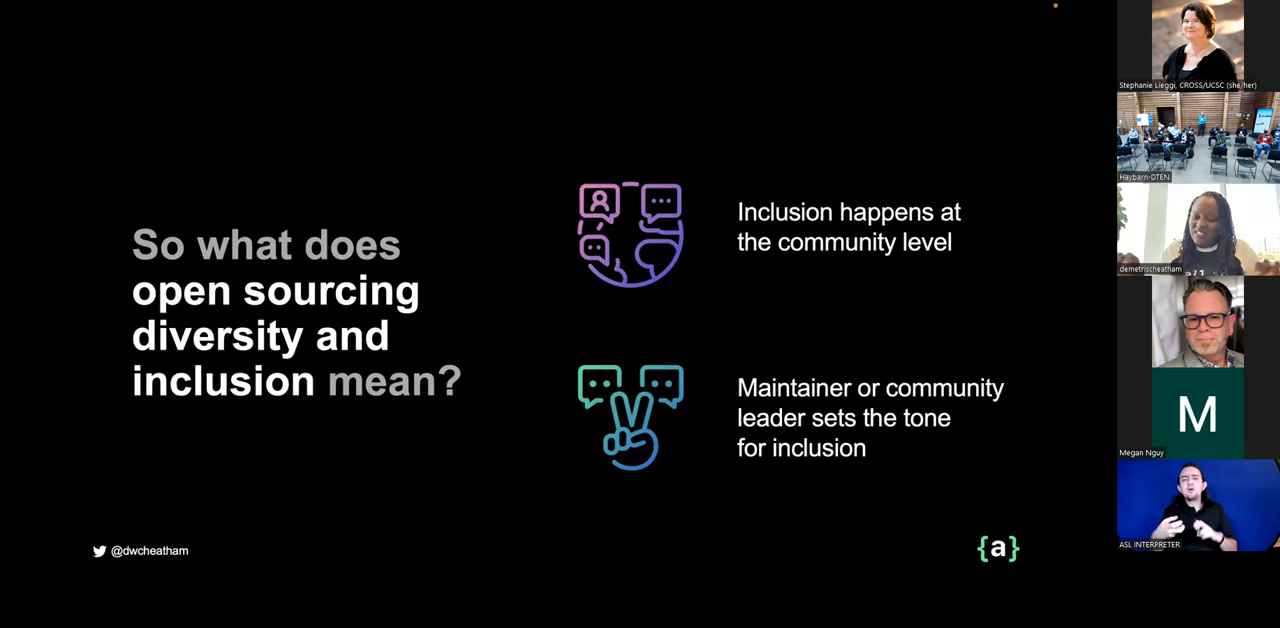 So what does
open sourcing
diversity and
inclusion mean?
Inclusion happens at
the community level
Maintainer or community
leader sets the tone
for inclusion
@dwcheatham
{a}
Stephanie Lieggi, CROSS/UCSC (she/her)
Haybarn-DTEN
demetrischeatham
M
Megan Nguy
ASL INTERPRETER